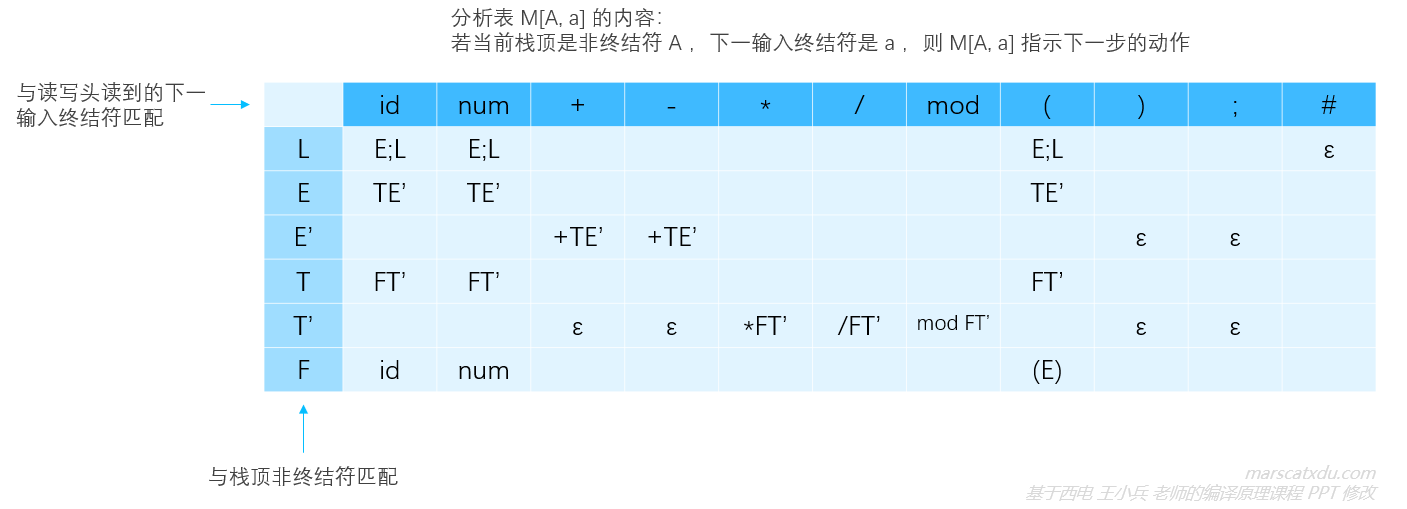 分析表 M[A, a] 的内容：
若当前栈顶是非终结符 A ，下一输入终结符是 a ，则 M[A, a] 指示下一步的动作
与读写头读到的下一
输入终结符匹配
id num + - * / mod ( ) ; #
L E;L E;L E;L ε
E TE’ TE’ TE’
E’ +TE’ +TE’ ε ε
T FT’ FT’ FT’
T’ ε ε *FT’ /FT’ mod FT’ ε ε
F id num (E)
与栈顶非终结符匹配
marscatxdu.com
基于西电 王小兵 老师的编译原理课程 PPT 修改